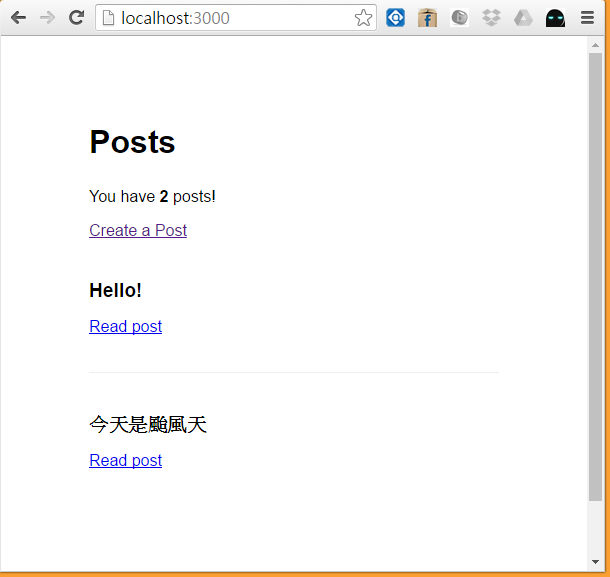 localhost:3000
Posts
You have 2 posts!
Create a Post
Hello!
Read post
今天是颱風天
Read post